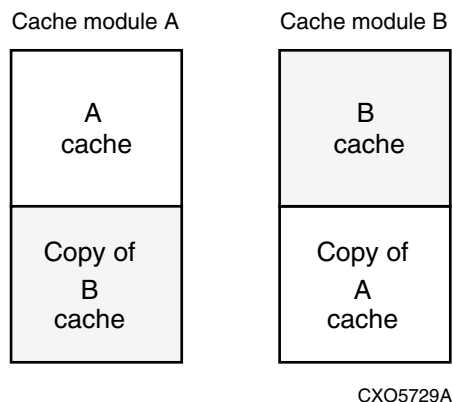 Cache module A
Cache module B
A
cache
B
cache
Copy of
B
cache
Copy of
A
cache
CXO5729A